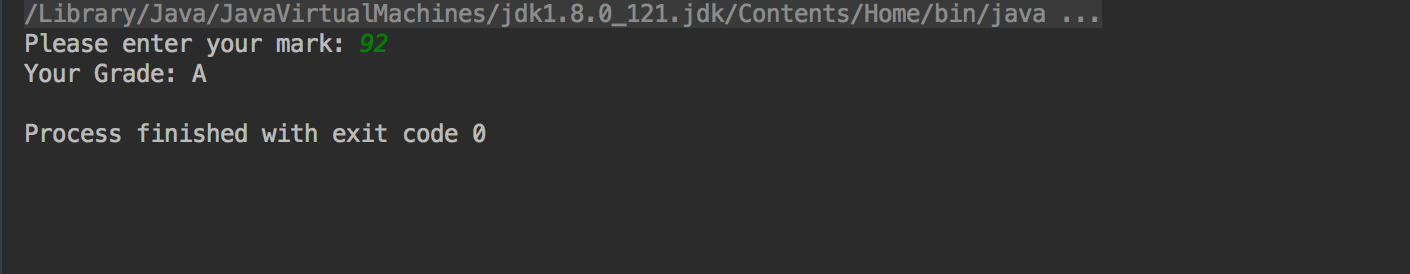 /Library/Java/JavaVirtualMachines/jdk1.8.0_121.jdk/Contents/Home/bin/java ...
Please enter your mark: 92
Your Grade: A
Process finished with exit code 0